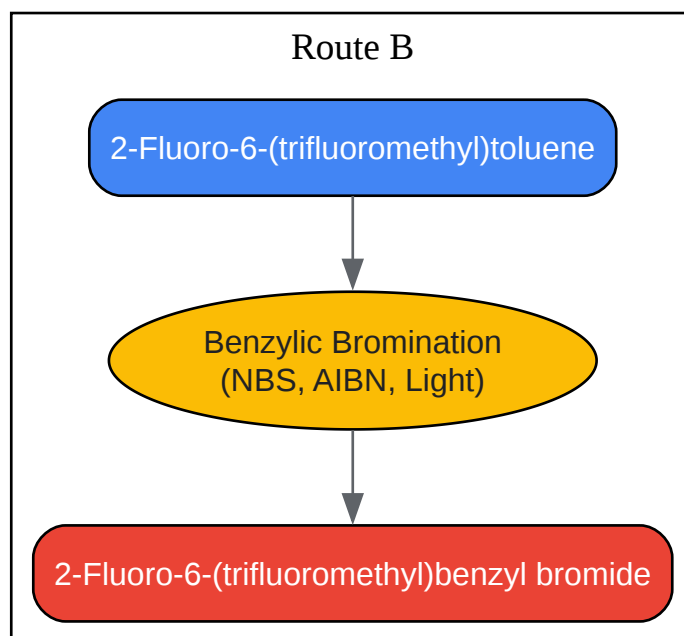 Route B
2-Fluoro-6-(trifluoromethyl)toluene
Benzylic Bromination
(NBS, AIBN, Light)
2-Fluoro-6-(trifluoromethyl)benzyl bromide